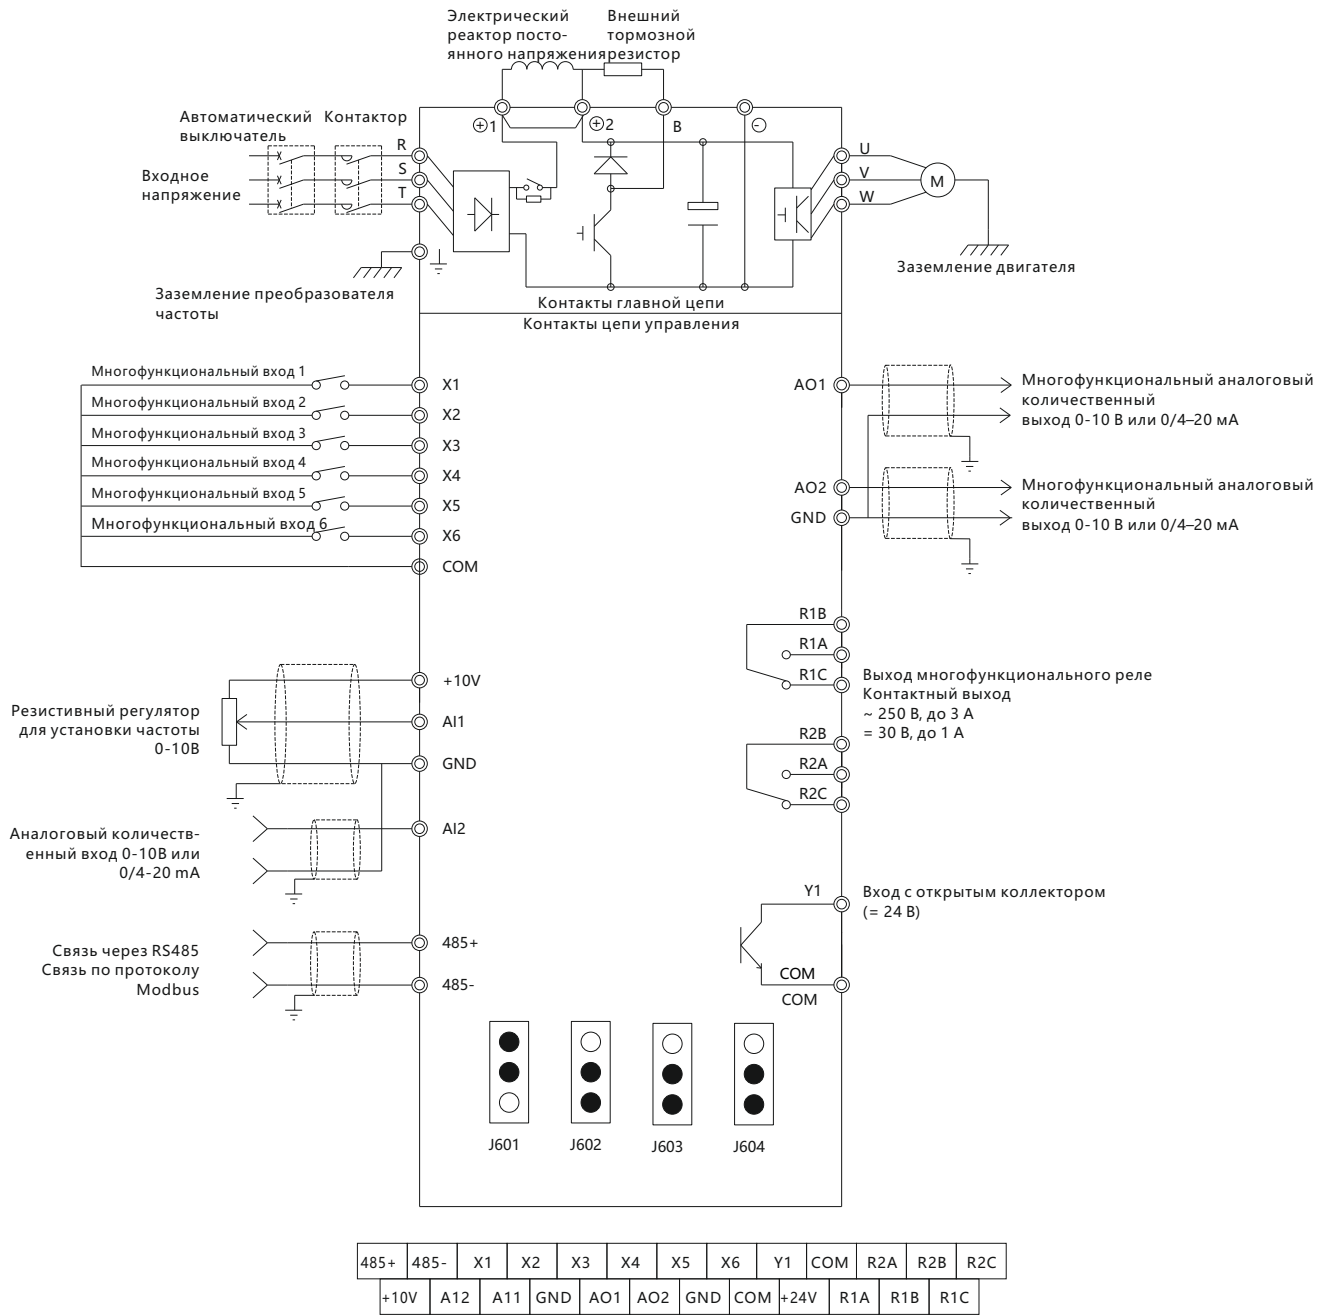 Электрический
реактор посто-
янного напряжения
Внешний
тормозной
резистор
Автоматический
выключатель
Контактор
Входное
напряжение
R
S
T
+1
+2
B
-
U
V
W
M
Заземление двигателя
Заземление преобразователя
частоты
Контакты главной цепи
Контакты цепи управления
Многофункциональный вход 1
X1
Многофункциональный вход 2
X2
Многофункциональный вход 3
X3
Многофункциональный вход 4
X4
Многофункциональный вход 5
X5
Многофункциональный вход 6
X6
COM
AO1
Многофункциональный аналоговый
количественный
выход 0-10 В или 0/4–20 мА
AO2
GND
Многофункциональный аналоговый
количественный
выход 0-10 В или 0/4–20 мА
R1B
R1A
R1C
Выход многофункционального реле
Контактный выход
~ 250 В, до 3 А
= 30 В, до 1 А
R2B
R2A
R2C
+10V
AI1
GND
Резистивный регулятор
для установки частоты
0-10В
AI2
Аналоговый количеств-
енный вход 0-10В или
0/4-20 mA
485+
485-
Связь через RS485
Связь по протоколу
Modbus
Y1
Вход с открытым коллектором
(= 24 В)
COM
COM
J601
J602
J603
J604
485+ 485- X1 X2 X3 X4 X5 X6 Y1 COM R2A R2B R2C
+10V A12 A11 GND AO1 AO2 GND COM +24V R1A R1B R1C